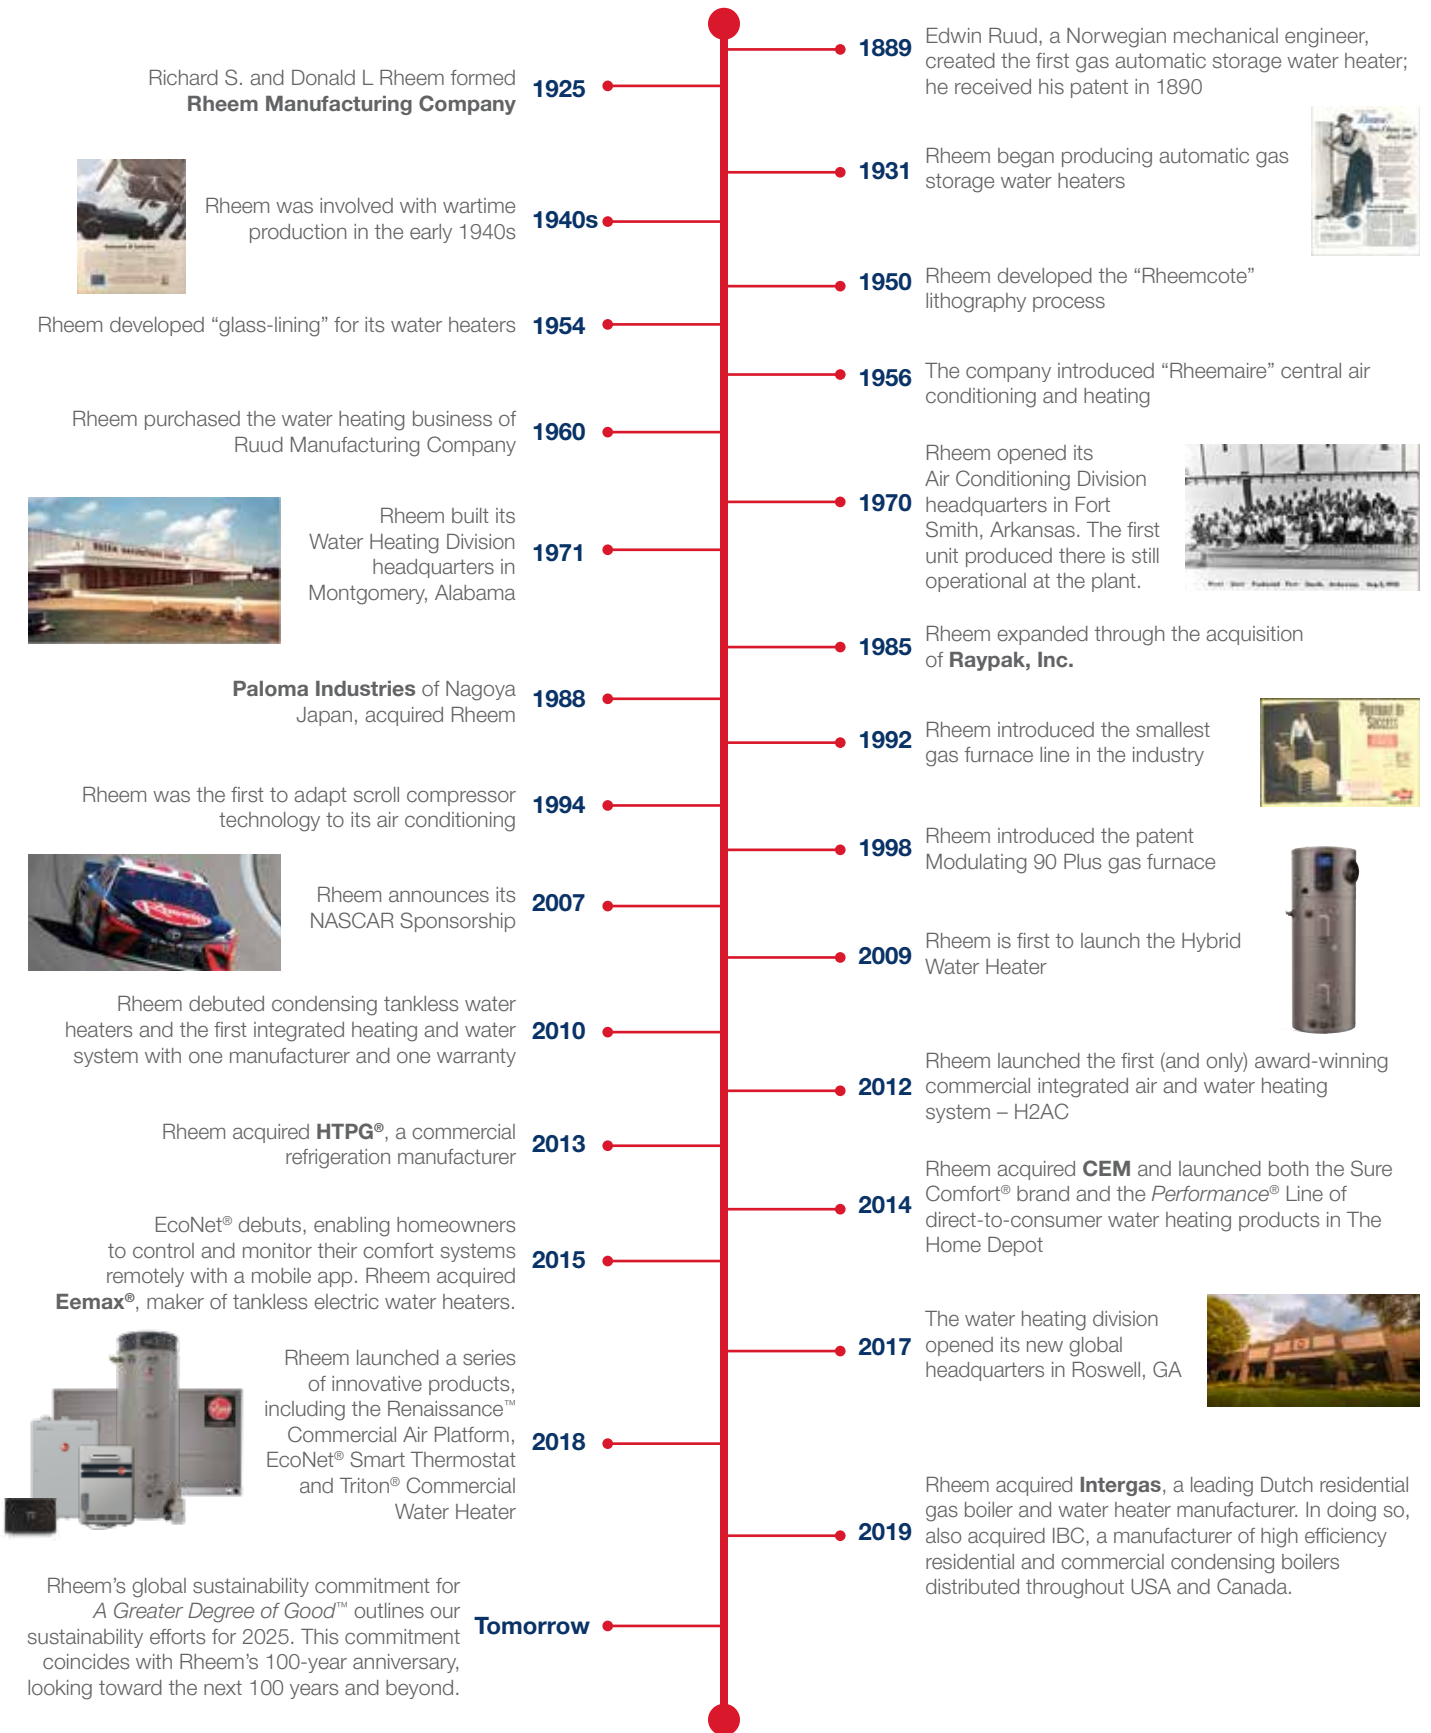 1889
Edwin Ruud, a Norwegian mechanical engineer,
created the first gas automatic storage water heater;
he received his patent in 1890
Richard S. and Donald L Rheem formed
Rheem Manufacturing Company
1925
1931
Rheem began producing automatic gas
storage water heaters
Rheem was involved with wartime
production in the early 1940s
1940s
1950
Rheem developed the “Rheemcote”
lithography process
Rheem developed “glass-lining” for its water heaters
1954
1956
The company introduced “Rheemaire” central air
conditioning and heating
Rheem purchased the water heating business of
Ruud Manufacturing Company
1960
1970
Rheem opened its
Air Conditioning Division
headquarters in Fort
Smith, Arkansas. The first
unit produced there is still
operational at the plant.
Rheem built its
Water Heating Division
headquarters in
Montgomery, Alabama
1971
1985
Rheem expanded through the acquisition
of Raypak, Inc.
Paloma Industries of Nagoya
Japan, acquired Rheem
1988
1992
Rheem introduced the smallest
gas furnace line in the industry
Rheem was the first to adapt scroll compressor
technology to its air conditioning
1994
1998
Rheem introduced the patent
Modulating 90 Plus gas furnace
Rheem announces its
NASCAR Sponsorship
2007
2009
Rheem is first to launch the Hybrid
Water Heater
Rheem debuted condensing tankless water
heaters and the first integrated heating and water
system with one manufacturer and one warranty
2010
2012
Rheem launched the first (and only) award-winning
commercial integrated air and water heating
system – H2AC
Rheem acquired HTPG®, a commercial
refrigeration manufacturer
2013
2014
Rheem acquired CEM and launched both the Sure
Comfort® brand and the Performance® Line of
direct-to-consumer water heating products in The
Home Depot
EcoNet® debuts, enabling homeowners
to control and monitor their comfort systems
remotely with a mobile app. Rheem acquired
Eemax®, maker of tankless electric water heaters.
2015
2017
The water heating division
opened its new global
headquarters in Roswell, GA
Rheem launched a series
of innovative products,
including the Renaissance™
Commercial Air Platform,
EcoNet® Smart Thermostat
and Triton® Commercial
Water Heater
2018
2019
Rheem acquired Intergas, a leading Dutch residential
gas boiler and water heater manufacturer. In doing so,
also acquired IBC, a manufacturer of high efficiency
residential and commercial condensing boilers
distributed throughout USA and Canada.
Rheem’s global sustainability commitment for
A Greater Degree of Good™ outlines our
sustainability efforts for 2025. This commitment
coincides with Rheem’s 100-year anniversary,
looking toward the next 100 years and beyond.
Tomorrow